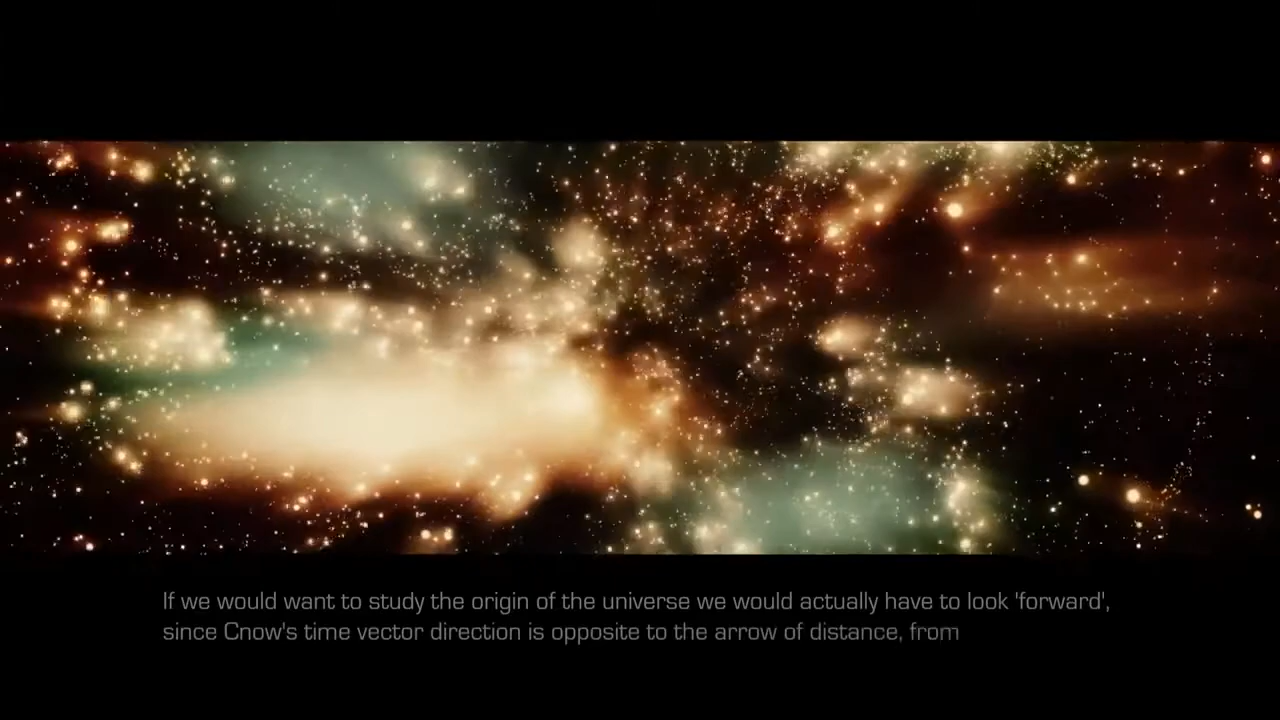 If we would want to study the origin of the universe we would actually have to look 'forward',
since Cnow's time vector direction is opposite to the arrow of distance, from